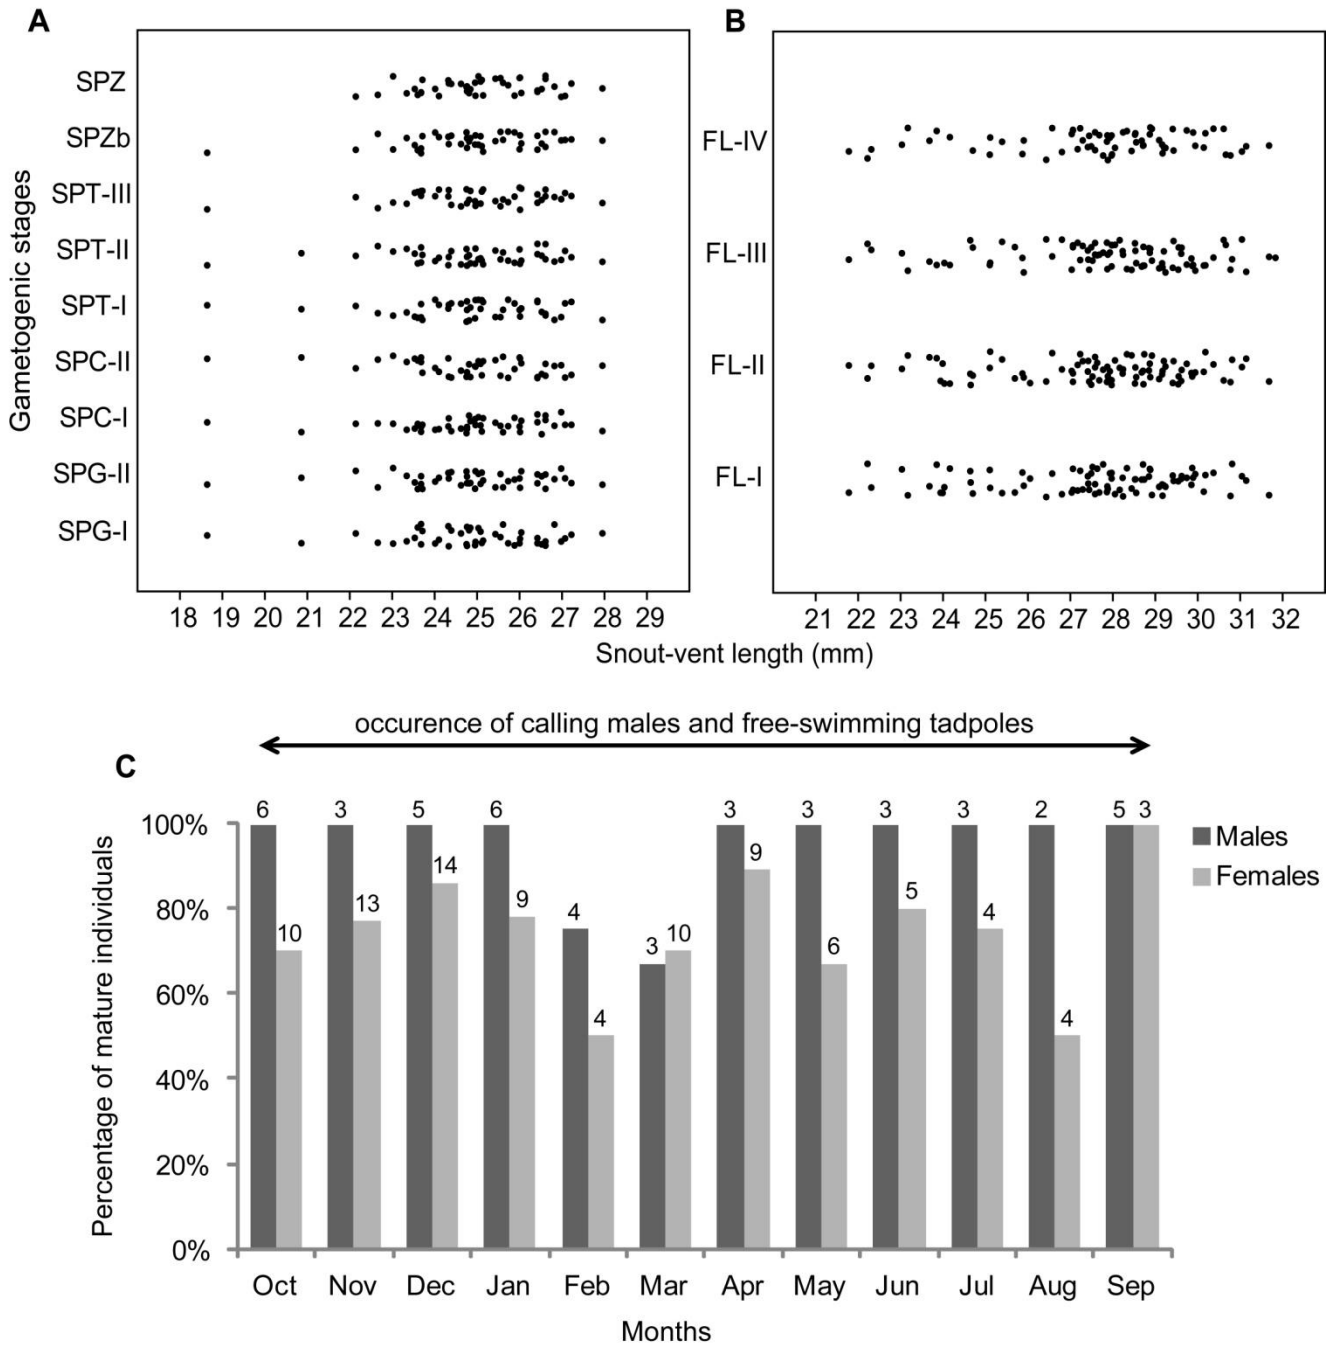 A
B
Gametogenic stages
SPZ
SPZb
SPT-III
SPT-II
SPT-I
SPC-II
SPC-I
SPG-II
SPG-I
18 19 20 21 22 23 24 25 26 27 28 29
FL-IV
FL-III
FL-II
FL-I
21 22 23 24 25 26 27 28 29 30 31 32
Snout-vent length (mm)
occurence of calling males and free-swimming tadpoles
C
Percentage of mature individuals
100%
80%
60%
40%
20%
0%
6 3 5 6 3 3 3 3 2 5 3
14 9
13 9 4 10 5 4
10 3 6
4 4
Males
Females
Oct Nov Dec Jan Feb Mar Apr May Jun Jul Aug Sep
Months